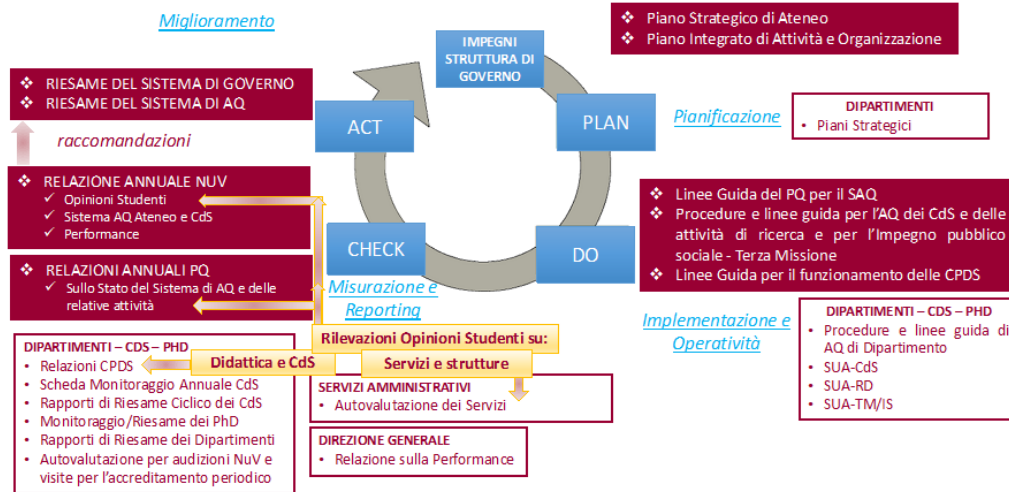 Miglioramento
IMPEGNI
STRUTTURA DI
GOVERNO
❖ Piano Strategico di Ateneo
❖ Piano Integrato di Attività e Organizzazione
❖ RIESAME DEL SISTEMA DI GOVERNO
❖ RIESAME DEL SISTEMA DI AQ
raccomandazioni
ACT
PLAN
Pianificazione
DIPARTIMENTI
• Piani Strategici
❖ RELAZIONE ANNUALE NUV
✓ Opinioni Studenti
✓ Sistema AQ Ateneo e CdS
✓ Performance
❖ RELAZIONI ANNUALI PQ
✓ Sullo Stato del Sistema di AQ e delle
relative attività
CHECK
DO
Misurazione e
Reporting
❖ Linee Guida del PQ per il SAQ
❖ Procedure e linee guida per l'AQ dei CdS e delle
attività di ricerca e per l'Impegno pubblico
sociale - Terza Missione
❖ Linee Guida per il funzionamento delle CPDS
Implementazione e
Operatività
DIPARTIMENTI – CDS – PHD
• Procedure e linee guida di
AQ di Dipartimento
• SUA-CdS
• SUA-RD
• SUA-TM/IS
Rilevazioni Opinioni Studenti su:
Didattica e CdS
Servizi e strutture
DIPARTIMENTI – CDS – PHD
• Relazioni CPDS
• Scheda Monitoraggio Annuale CdS
• Rapporti di Riesame Ciclico dei CdS
• Monitoraggio/Riesame dei PhD
• Rapporti di Riesame dei Dipartimenti
• Autovalutazione per audizioni NuV e
visite per l'accreditamento periodico
SERVIZI AMMINISTRATIVI
• Autovalutazione dei Servizi
DIREZIONE GENERALE
• Relazione sulla Performance